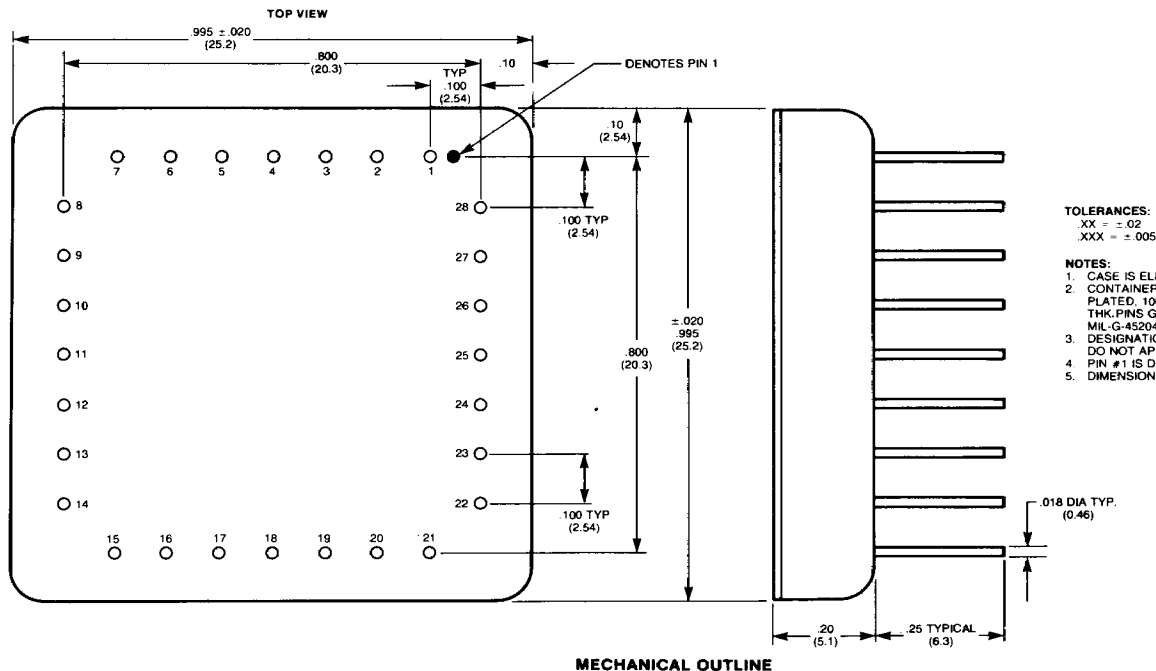 TOP VIEW
.995 ±.020
(25.2)
.800
(20.3)
.10
TYP
.100
(2.54)
DENOTES PIN 1
.10
(2.54)
7 6 5 4 3 2 1
8
28
.100 TYP
(2.54)
9
27
10
26
11
25
12
24
13
23
14
22
.100 TYP
(2.54)
15 16 17 18 19 20 21
.800
(20.3)
±.020
.995
(25.2)
TOLERANCES:
.XX = ±.02
.XXX = ±.005
NOTES:
1. CASE IS EL
2. CONTAINER
PLATED, 10
THK.PINS G
MIL-G-45204
3. DESIGNATIO
DO NOT AP
4. PIN #1 IS D
5. DIMENSION
.018 DIA TYP.
(0.46)
.20
(5.1)
.25 TYPICAL
(6.3)
MECHANICAL OUTLINE